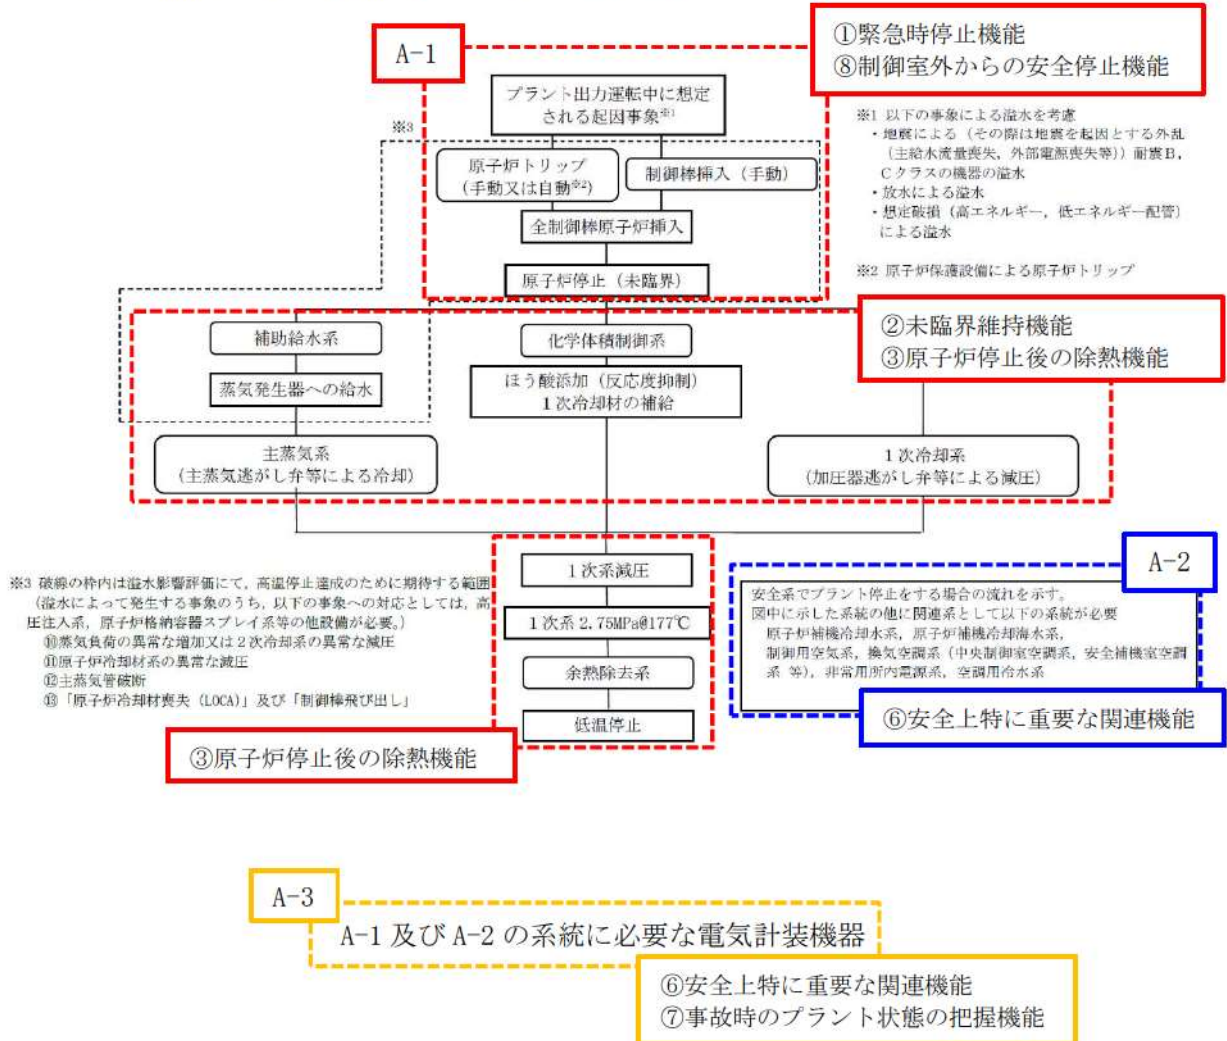 A-1
①緊急時停止機能
⑧制御室外からの安全停止機能
プラント出力運転中に想定
される起因事象※1
※3
原子炉トリップ
(手動又は自動※2)
制御棒挿入（手動）
全制御棒原子炉挿入
原子炉停止（未臨界）
※1 以下の事象による溢水を考慮
・地震による（その際は地震を起因とする外乱
（主給水流量喪失，外部電源喪失等））耐震B，
Cクラスの機器の溢水
・放水による溢水
・想定破損（高エネルギー，低エネルギー配管）
による溢水
※2 原子炉保護設備による原子炉トリップ
②未臨界維持機能
③原子炉停止後の除熱機能
補助給水系
蒸気発生器への給水
主蒸気系
(主蒸気逃がし弁等による冷却)
化学体積制御系
ほう酸添加（反応度抑制）
1次冷却材の補給
1次冷却系
(加圧器逃がし弁等による減圧)
※3 破線の枠内は溢水影響評価にて，高温停止達成のために期待する範囲
（溢水によって発生する事象のうち，以下の事象への対応としては，高
圧注入系，原子炉格納容器スプレイ系等の他設備が必要。）
⑩蒸気負荷の異常な増加又は2次冷却系の異常な減圧
⑪原子炉冷却材系の異常な減圧
⑫主蒸気管破断
⑬「原子炉冷却材喪失（LOCA）」及び「制御棒飛び出し」
1次系減圧
1次系 2.75MPa@177℃
余熱除去系
低温停止
③原子炉停止後の除熱機能
A-2
安全系でプラント停止をする場合の流れを示す。
図中に示した系統の他に関連系として以下の系統が必要
原子炉補機冷却水系，原子炉補機冷却海水系，
制御用空気系，換気空調系（中央制御室空調系，安全補機室空調
系 等），非常用所内電源系，空調用冷水系
⑥安全上特に重要な関連機能
A-3
A-1 及び A-2 の系統に必要な電気計装機器
⑥安全上特に重要な関連機能
⑦事故時のプラント状態の把握機能